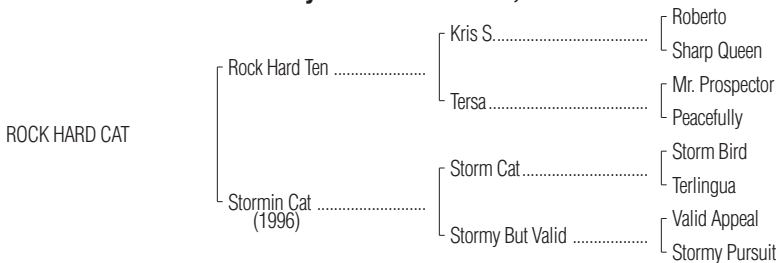 Roberto
Kris S.
Sharp Queen
Rock Hard Ten
Mr. Prospector
Tersa
Peacefully
ROCK HARD CAT
Storm Bird
Storm Cat
Terlingua
Stormin Cat
(1996)
Valid Appeal
Stormy But Valid
Stormy Pursuit